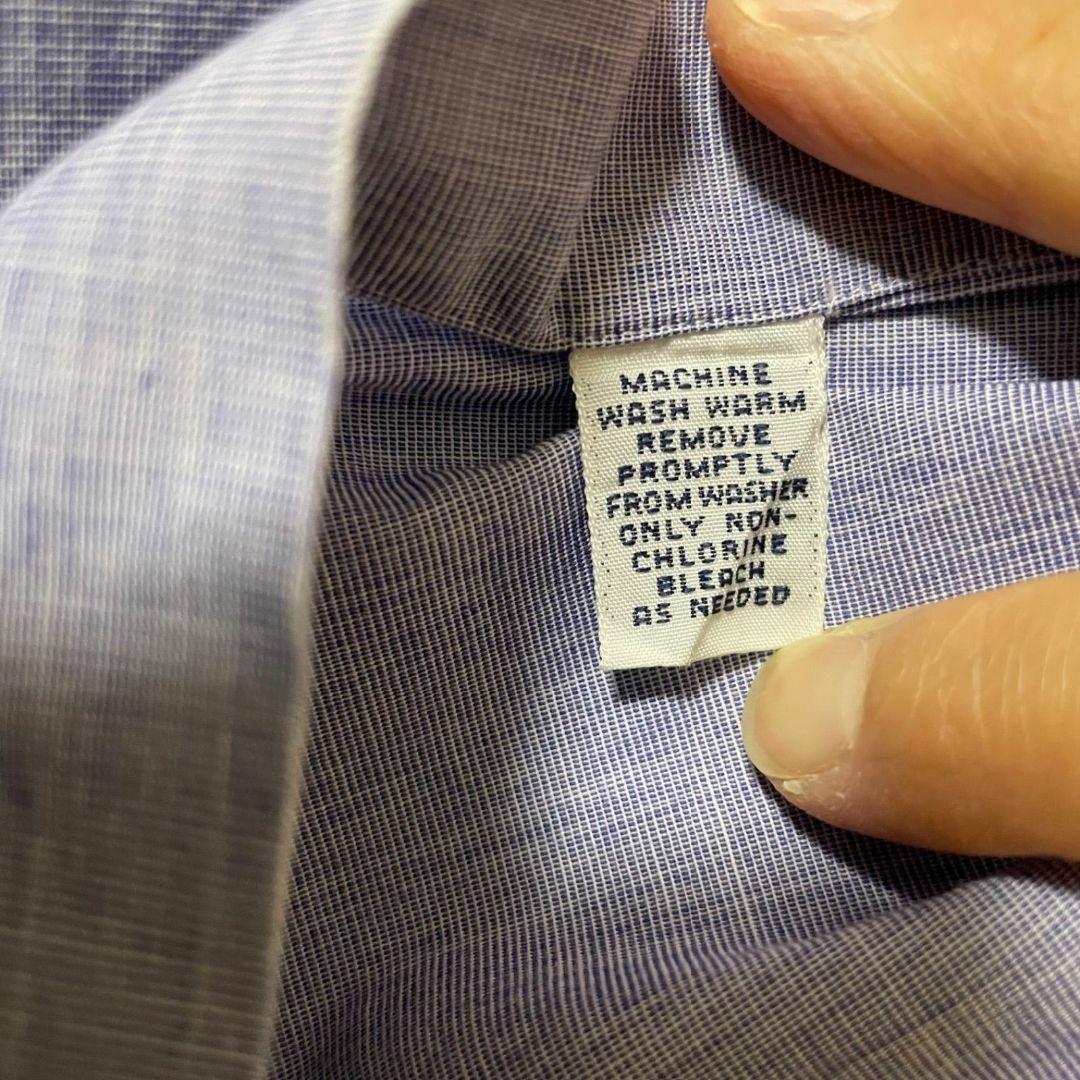 MACHINE
WASH WARM
REMOVE
PROMPTLY
FROM WASHER
ONLY NON-
CHLORINE
BLEACH
AS NEEDED